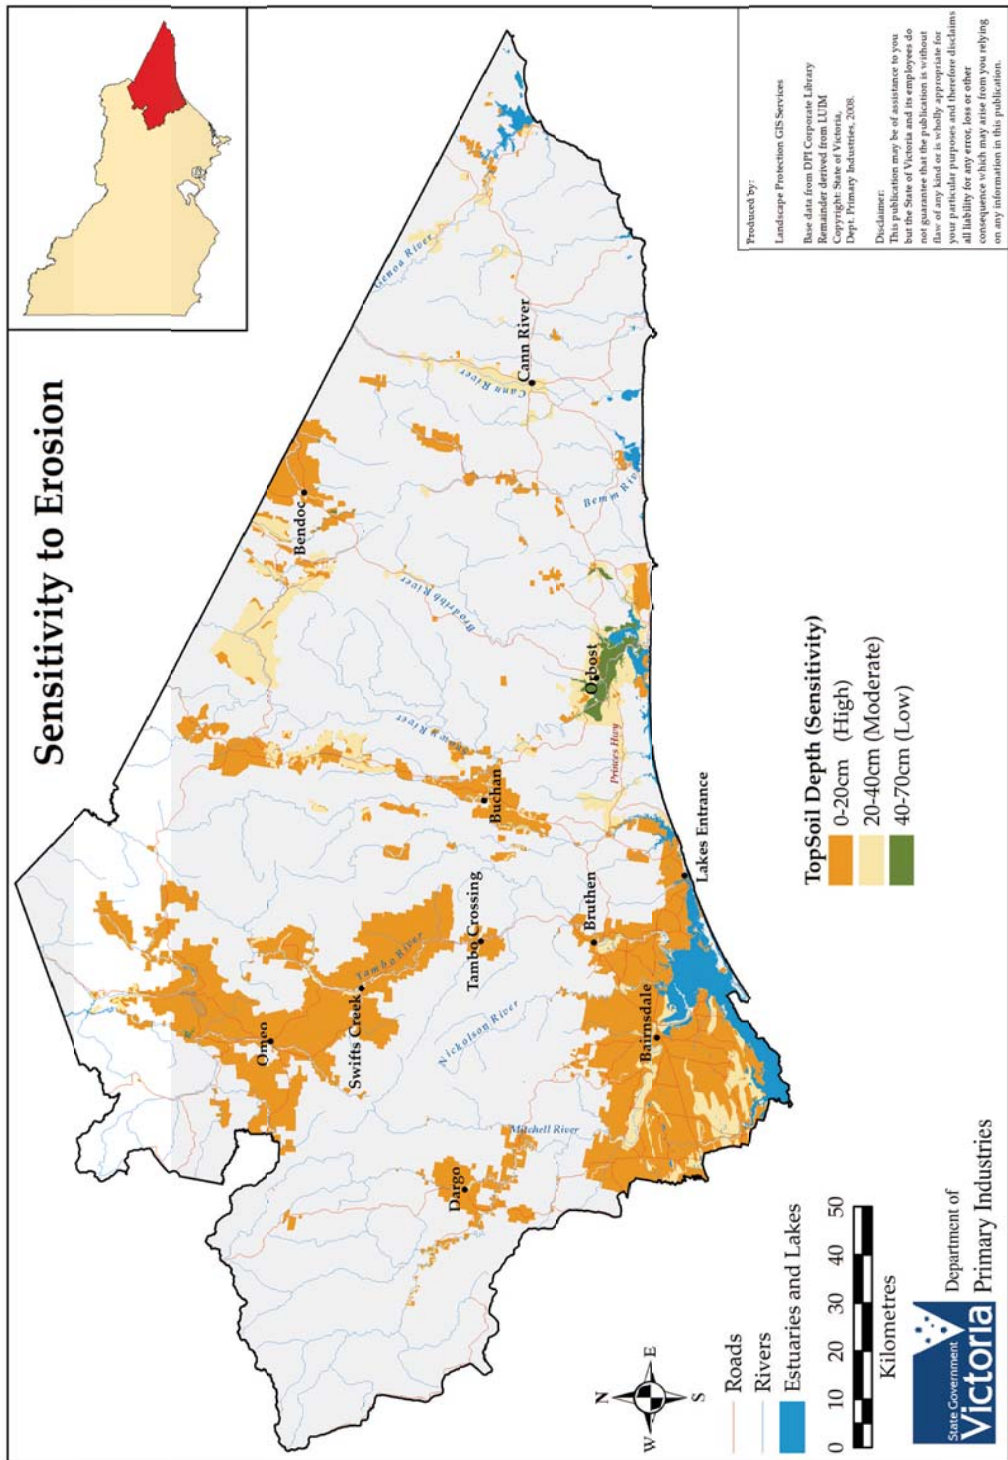 Sensitivity to Erosion
Genoa River
Cann River
Cann River
Bemm Riv
Bendoc
Brodribb River
Orbost
Princes Hwy
Buchan
Lakes Entrance
Omeo
Swifts Creek
Tambo River
Tambo Crossing
Bruthen
Nickolson River
Bairnsdale
Mitchell River
Dargo
N
E
S
W
Roads
Rivers
Estuaries and Lakes
0 10 20 30 40 50
Kilometres
TopSoil Depth (Sensitivity)
0-20cm (High)
20-40cm (Moderate)
40-70cm (Low)
State Government
Victoria
Department of
Primary Industries
Produced by:
Landscape Protection GIS Services
Base data from DPI Corporate Library
Remainder derived from LUIM
Copyright: State of Victoria,
Dept. Primary Industries, 2008.
Disclaimer:
This publication may be of assistance to you
but the State of Victoria and its employees do
not guarantee that the publication is without
flaw of any kind or is wholly appropriate for
your particular purposes and therefore disclaims
all liability for any error, loss or other
consequence which may arise from you relying
on any information in this publication.